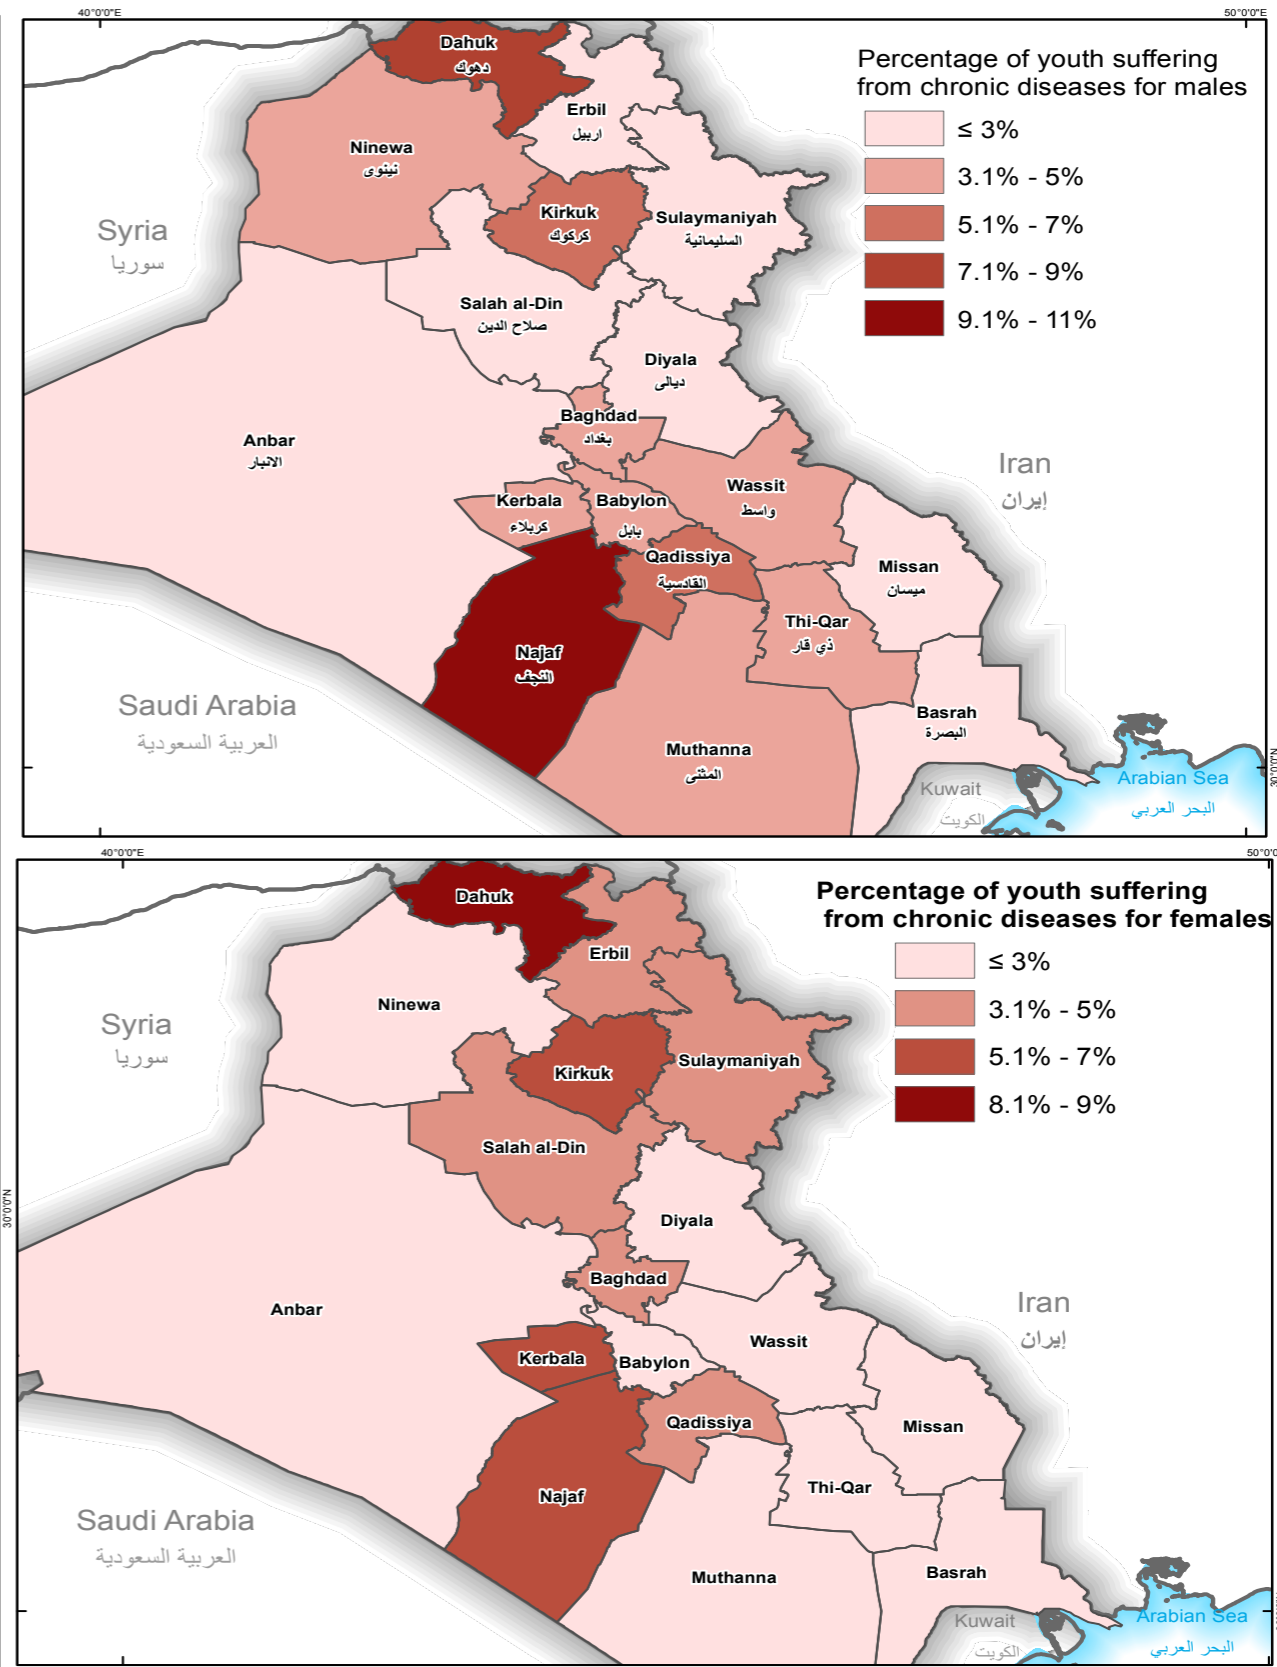 40°0'0"E
50°0'0"E
Percentage of youth suffering
from chronic diseases for males
≤ 3%
3.1% - 5%
5.1% - 7%
7.1% - 9%
9.1% - 11%
Dahuk
دهوك
Erbil
اربيل
Ninewa
نينوى
Kirkuk
كركوك
Sulaymaniyah
السليمانية
Syria
سوريا
Salah al-Din
صلاح الدين
Diyala
ديالى
Baghdad
بغداد
Anbar
الانبار
Iran
إيران
Kerbala
كربلاء
Babylon
بابل
Wassit
واسط
Qadissiya
القادسية
Missan
ميسان
Thi-Qar
ذي قار
Najaf
النجف
Saudi Arabia
العربية السعودية
Basrah
البصرة
Muthanna
المثنى
Kuwait
الكويت
Arabian Sea
البحر العربي
30°0'0"N
40°0'0"E
50°0'0"
Percentage of youth suffering
from chronic diseases for females
≤ 3%
3.1% - 5%
5.1% - 7%
8.1% - 9%
Dahuk
Erbil
Ninewa
Syria
سوريا
Kirkuk
Sulaymaniyah
Salah al-Din
30°0'0"N
Diyala
Baghdad
Anbar
Iran
إيران
Wassit
Kerbala
Babylon
Qadissiya
Missan
Thi-Qar
Najaf
Saudi Arabia
العربية السعودية
Muthanna
Basrah
Kuwait
الكويت
Arabian Sea
البحر العربي